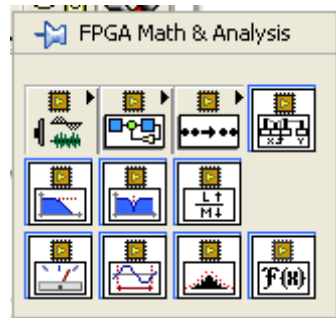 FPGA Math & Analysis
X Y
L↑
M↓
F(x)